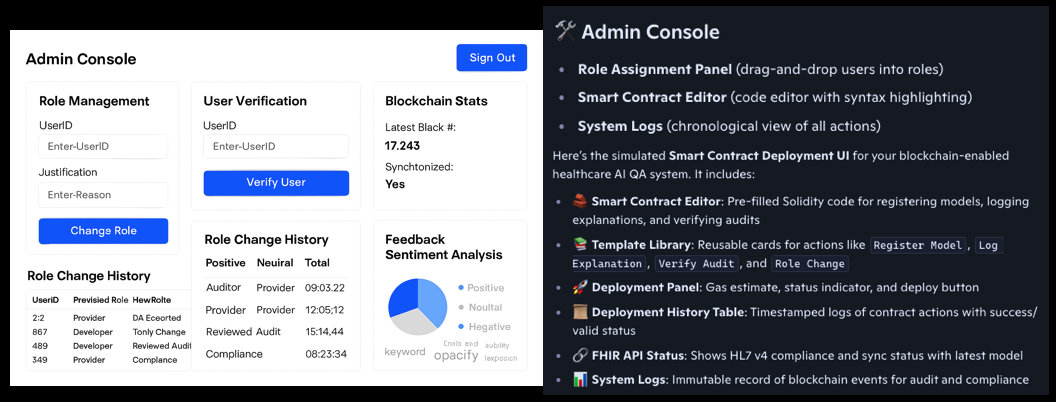 Admin Console
Sign Out
Role Management
UserID
Enter-UserID
Justification
Enter-Reason
Change Role
User Verification
UserID
Enter-UserID
Verify User
Blockchain Stats
Latest Black #:
17.243
Synchtonized:
Yes
Role Change History
UserID Previsied Role HewRolte
2:2 Provider DA Eceorted
867 Developer Tonly Change
489 Developer Reviewed Audit
349 Provider Complance
Role Change History
Positive Neuiral Total
Auditor Provider 09:03.22
Provider Provider 12:05;12
Reviewed Audit 15:14,44
Compliance 08:23:34
Feedback
Sentiment Analysis
Positive
Noultal
Hegative
keyword
opacify
🛠 Admin Console
• Role Assignment Panel (drag-and-drop users into roles)
• Smart Contract Editor (code editor with syntax highlighting)
• System Logs (chronological view of all actions)
Here’s the simulated Smart Contract Deployment UI for your blockchain-enabled
healthcare AI QA system. It includes:
• Smart Contract Editor: Pre-filled Solidity code for registering models, logging
explanations, and verifying audits
• 📚 Template Library: Reusable cards for actions like Register Model, Log
Explanation, Verify Audit, and Role Change
• 🚀 Deployment Panel: Gas estimate, status indicator, and deploy button
• Deployment History Table: Timestamped logs of contract actions with success/
valid status
• 🔗 FHIR API Status: Shows HL7 v4 compliance and sync status with latest model
• 📊 System Logs: Immutable record of blockchain events for audit and compliance